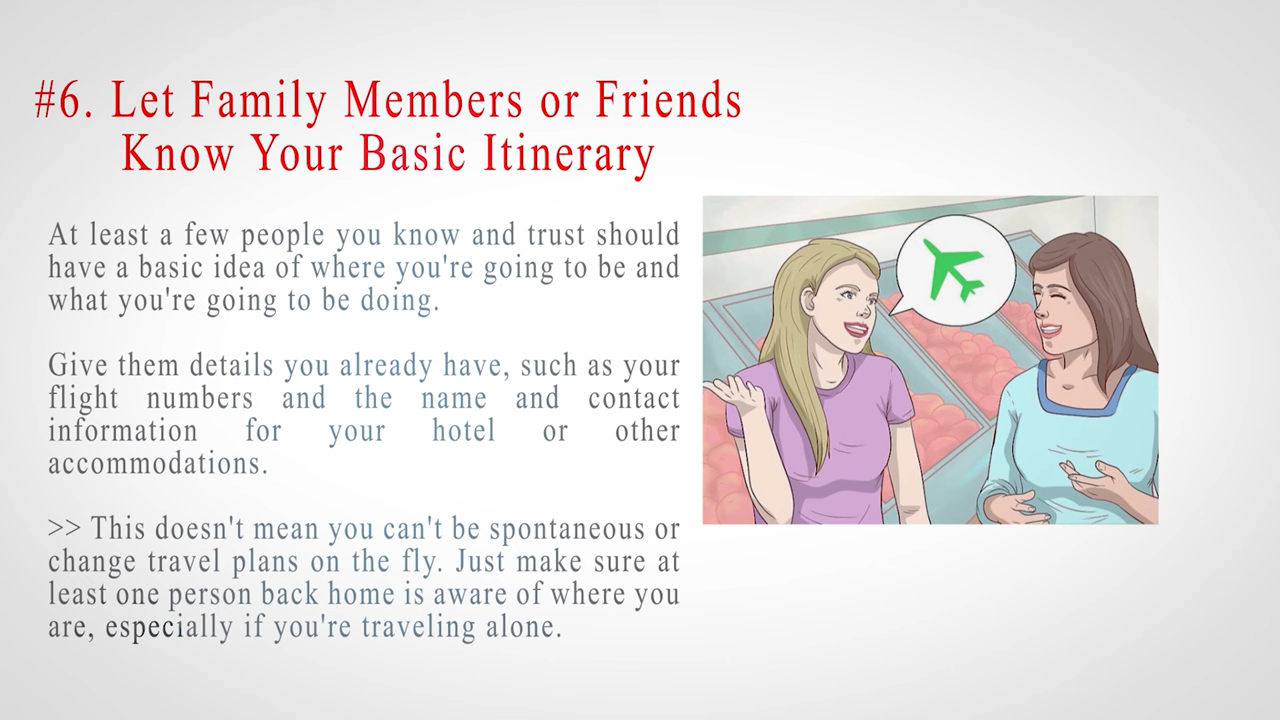 #6. Let Family Members or Friends
Know Your Basic Itinerary
At least a few people you know and trust should
have a basic idea of where you're going to be and
what you're going to be doing.
Give them details you already have, such as your
flight numbers and the name and contact
information for your hotel or other
accommodations.
>> This doesn't mean you can't be spontaneous or
change travel plans on the fly. Just make sure at
least one person back home is aware of where you
are, especially if you're traveling alone.